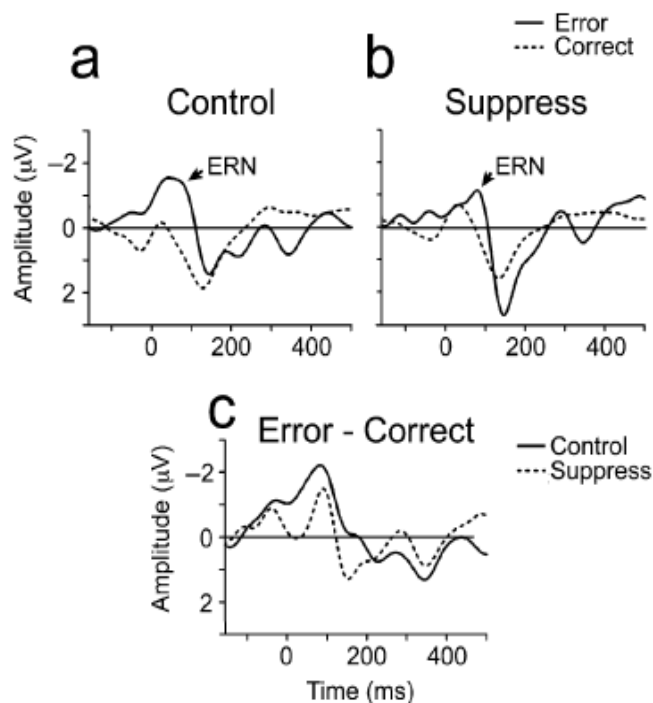 Error
Correct
a
Control
b
Suppress
Amplitude (μV)
−2
0
2
ERN
0
200
400
ERN
0
200
400
c
Error - Correct
Control
Suppress
Amplitude (μV)
−2
0
2
0
200
400
Time (ms)